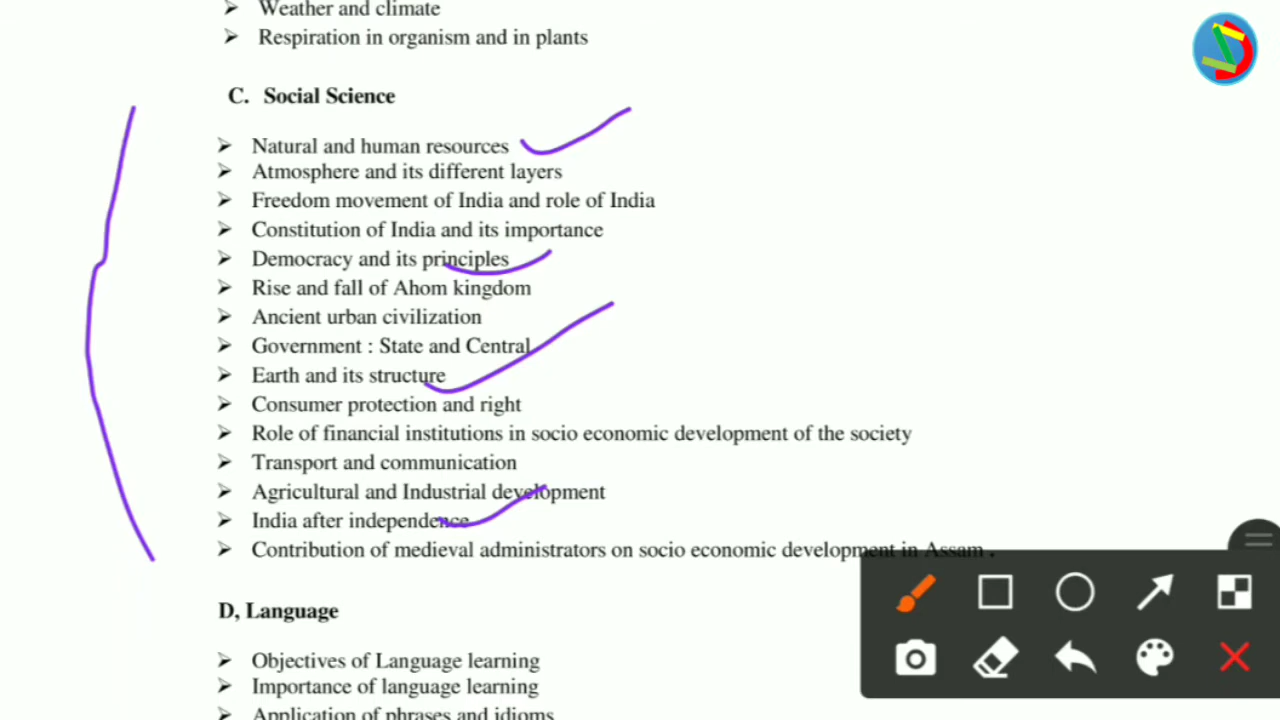 ➢ Weather and climate
➢ Respiration in organism and in plants
C. Social Science
➢ Natural and human resources
➢ Atmosphere and its different layers
➢ Freedom movement of India and role of India
➢ Constitution of India and its importance
➢ Democracy and its principles
➢ Rise and fall of Ahom kingdom
➢ Ancient urban civilization
➢ Government : State and Central
➢ Earth and its structure
➢ Consumer protection and right
➢ Role of financial institutions in socio economic development of the society
➢ Transport and communication
➢ Agricultural and Industrial development
➢ India after independence
➢ Contribution of medieval administrators on socio economic development in Assam .
D, Language
➢ Objectives of Language learning
➢ Importance of language learning
➢ Application of phrases and idioms